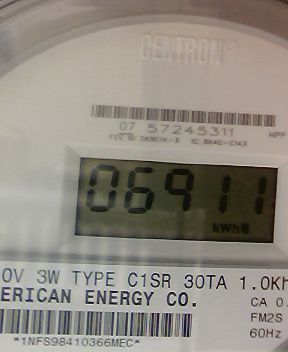 CENTRON®
07 57245311
06911
kWh
0V 3W TYPE C1SR 30TA 1.0Kh
ERICAN ENERGY CO.
CA 0.
FM2S
60Hz
*1NFS98410366MEC*